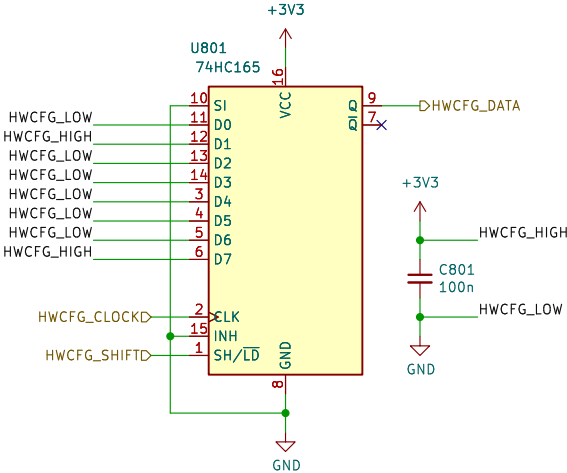 +3V3
U801
74HC165
16
VCC
10 SI
Q 9 HWCFG_DATA
HWCFG_LOW 11 D0
Q 7
HWCFG_HIGH 12 D1
HWCFG_LOW 13 D2
HWCFG_LOW 14 D3
+3V3
HWCFG_LOW 3 D4
HWCFG_LOW 4 D5
HWCFG_LOW 5 D6
HWCFG_HIGH
HWCFG_HIGH 6 D7
C801
100n
HWCFG_CLOCK 2 CLK
HWCFG_LOW
15 INH
HWCFG_SHIFT 1 SH/LD
GND
GND
8
GND